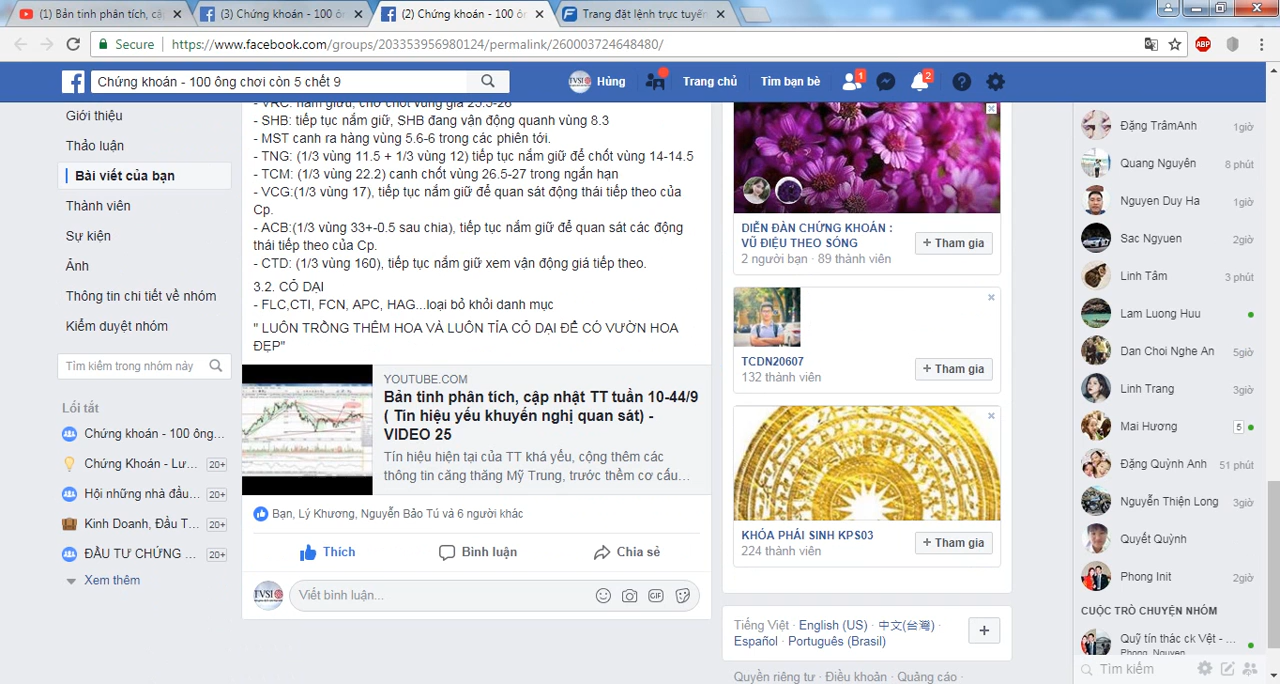 (1) Bản tinh phân tích, cậ
(3) Chứng khoán - 100 ôn
(2) Chứng khoán - 100 ôn
Trang đặt lệnh trực tuyến
Secure
https://www.facebook.com/groups/203353956980124/permalink/260003724648480/
ABP
Chứng khoán - 100 ông chơi còn 5 chết 9
TVSI
Hùng
Trang chủ
Tìm bạn bè
1
2
Giới thiệu
Thảo luận
Bài viết của bạn
Thành viên
Sự kiện
Ảnh
Thông tin chi tiết về nhóm
Kiểm duyệt nhóm
Tìm kiếm trong nhóm này
Lối tắt
Chứng khoán - 100 ông...
Chứng Khoán - Lư... 20+
Hội những nhà đầu... 20+
Kinh Doanh, Đầu T... 20+
ĐẦU TƯ CHỨNG ... 20+
Xem thêm
- VRC: nắm giữu, chờ chốt vùng giá 25.5-26
- SHB: tiếp tục nắm giữ, SHB đang vận động quanh vùng 8.3
- MST canh ra hàng vùng 5.6-6 trong các phiên tới.
- TNG: (1/3 vùng 11.5 + 1/3 vùng 12) tiếp tục nắm giữ để chốt vùng 14-14.5
- TCM: (1/3 vùng 22.2)canh chốt vùng 26.5-27 trong ngắn hạn
- VCG:(1/3 vùng 17), tiếp tục nắm giữ để quan sát động thái tiếp theo của
Cp.
- ACB:(1/3 vùng 33+-0.5 sau chia), tiếp tục nắm giữ để quan sát các động
thái tiếp theo của Cp.
- CTD: (1/3 vùng 160), tiếp tục nắm giữ xem vận động giá tiếp theo.
3.2. CỎ DẠI
- FLC,CTI, FCN, APC, HAG...loại bỏ khỏi danh mục
" LUÔN TRỒNG THÊM HOA VÀ LUÔN TỈA CỎ DẠI ĐỂ CÓ VƯỜN HOA
ĐẸP"
YOUTUBE.COM
Bản tinh phân tích, cập nhật TT tuần 10-44/9
( Tín hiệu yếu khuyến nghị quan sát) -
VIDEO 25
Tín hiệu hiện tại của TT khá yếu, cộng thêm các
thông tin căng thẳng Mỹ Trung, trước thềm cơ cấu...
Bạn, Lý Khương, Nguyễn Bảo Tú và 6 người khác
Thích
Bình luận
Chia sẻ
TVSI
Viết bình luận...
GIF
DIỄN ĐÀN CHỨNG KHOÁN :
VŨ ĐIỆU THEO SÓNG
2 người bạn · 89 thành viên
+ Tham gia
TCDN20607
132 thành viên
+ Tham gia
KHÓA PHÁI SINH KPS03
224 thành viên
+ Tham gia
Tiếng Việt · English (US) · 中文(台灣) ·
Español · Português (Brasil)
Quyền riêng tư · Điều khoản · Quảng cáo ·
Đặng TrâmAnh 1giờ
Quang Nguyên 8 phút
Nguyen Duy Ha 1giờ
Sac Ngyuen 2giờ
Linh Tâm 3 phút
Lam Luong Huu
Dan Choi Nghe An 5giờ
Linh Trang 3giờ
Mai Hương 5
Đặng Quỳnh Anh 51 phút
Nguyễn Thiện Long 3giờ
Quyết Quỳnh
Phong Init 2giờ
CUỘC TRÒ CHUYỆN NHÓM
Quỹ tín thác ck Việt - ...
Phong, Nguyen
Tìm kiếm